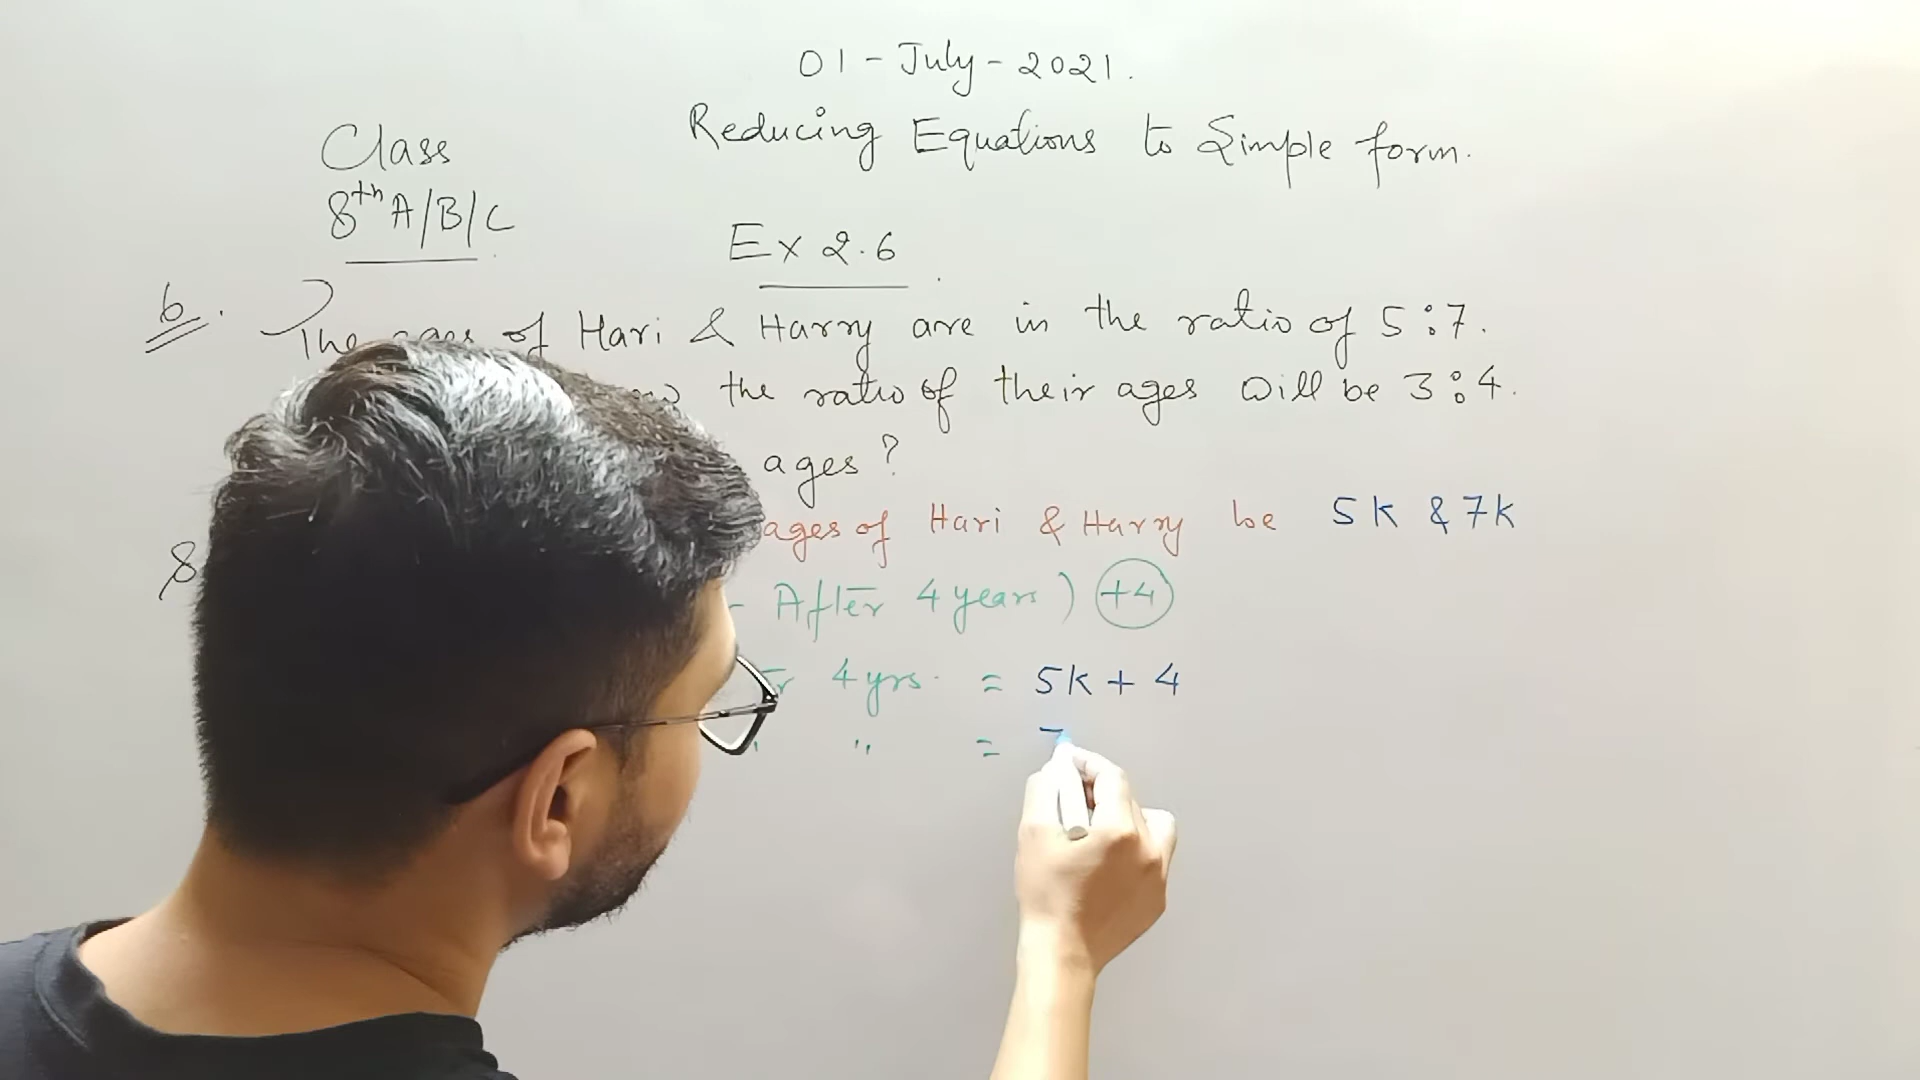 01-July-2021.
Reducing Equations to Simple form.
Class
8th A/B/C
Ex 2.6
6. The ages of Hari & Harry are in the ratio of 5:7.
the ratio of their ages will be 3:4.
ages?
ages of Hari & Harry be 5k & 7k
- After 4 years) +4
4 yrs. = 5k + 4
" = 7